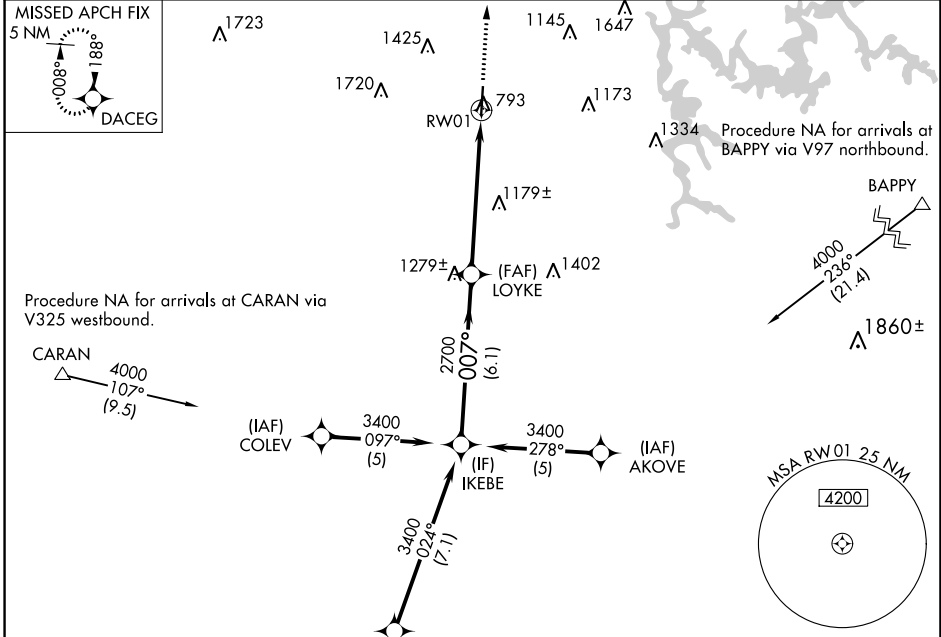 MISSED APCH FIX
5 NM
008°
188°
DACEG
1723
1425
1145
1647
1720
793
1173
RW01
1334
Procedure NA for arrivals at
BAPPY via V97 northbound.
1179±
BAPPY
4000
236°
(21.4)
1279±
(FAF)
LOYKE
1402
Procedure NA for arrivals at CARAN via
V325 westbound.
1860±
2700
007°
(6.1)
CARAN
4000
107°
(9.5)
(IAF)
COLEV
3400
097°
(5)
(IF)
IKEBE
3400
278°
(5)
(IAF)
AKOVE
3400
024°
(7.1)
MSA RW01 25 NM
4200